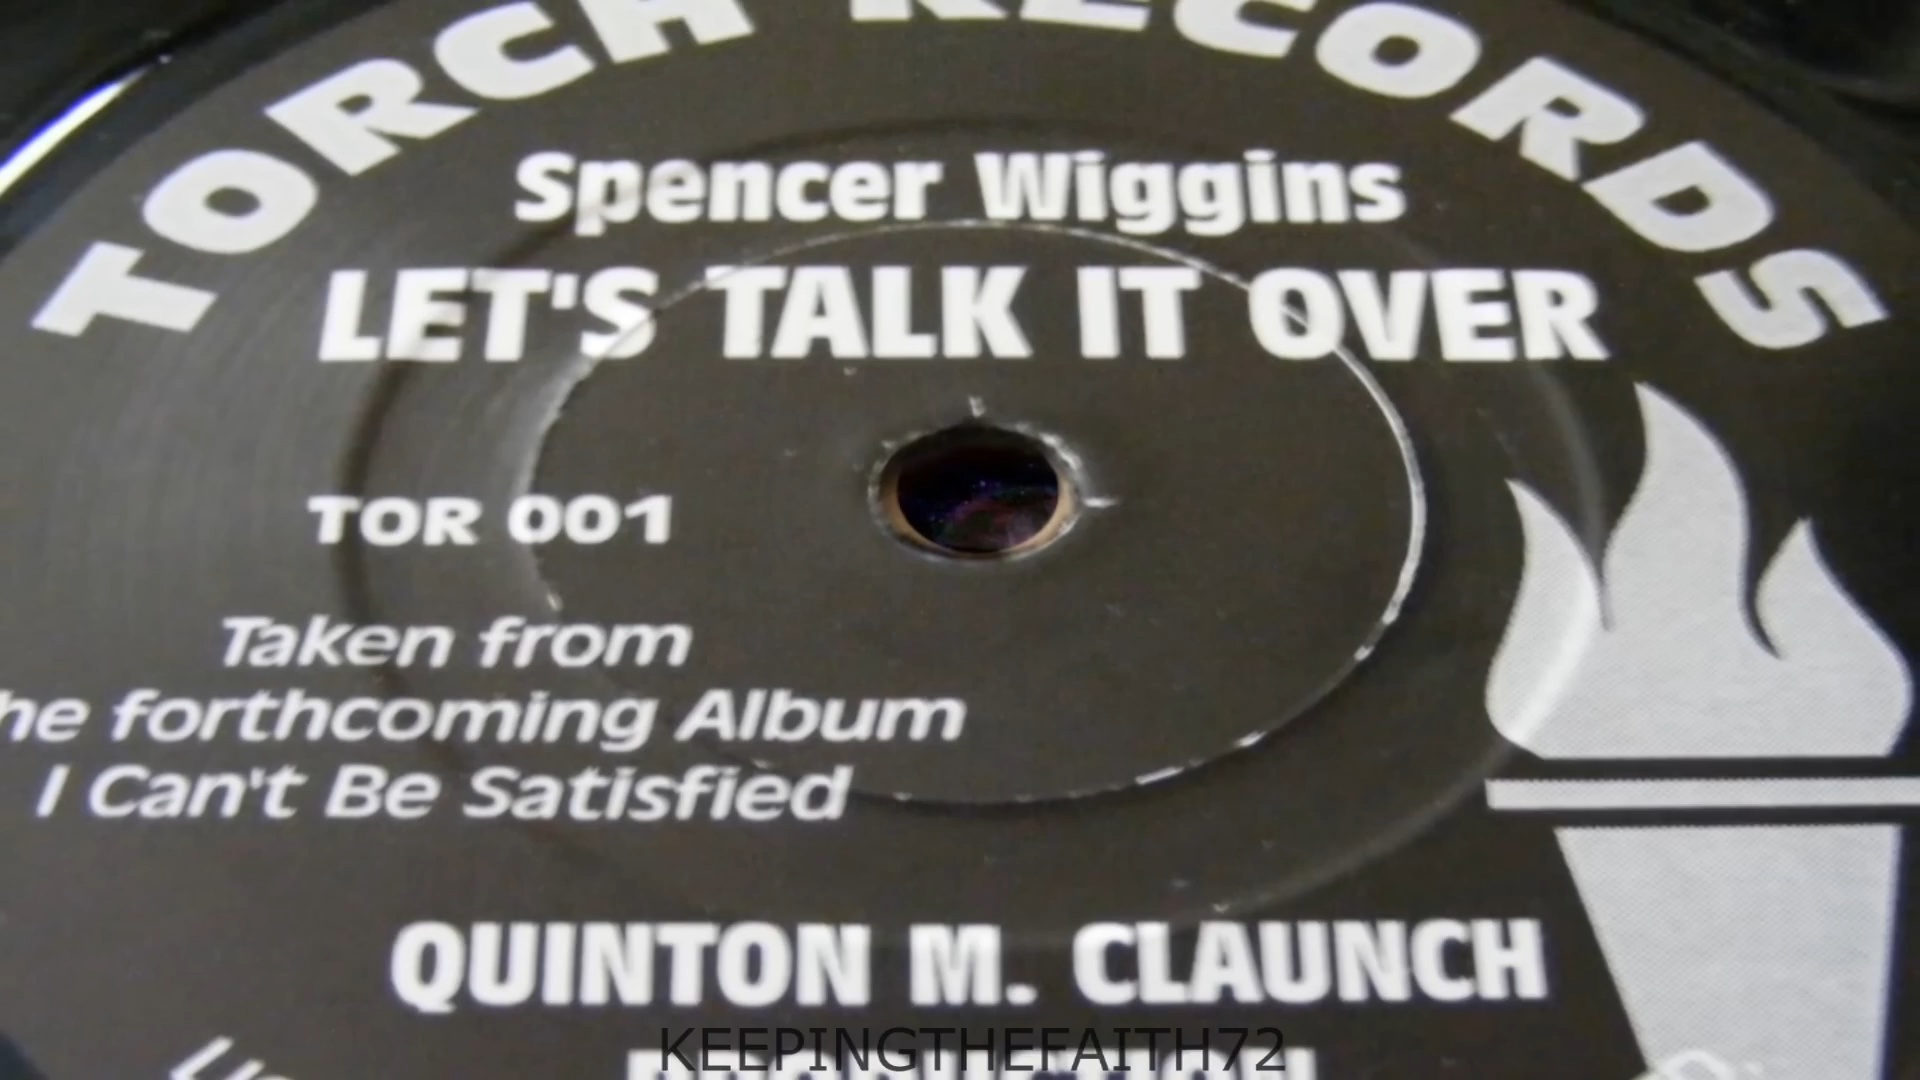 TORCH RECORDS
Spencer Wiggins
LET'S TALK IT OVER
TOR 001
Taken from
he forthcoming Album
I Can't Be Satisfied
QUINTON M. CLAUNCH
KEEPINGTHEFAITH72